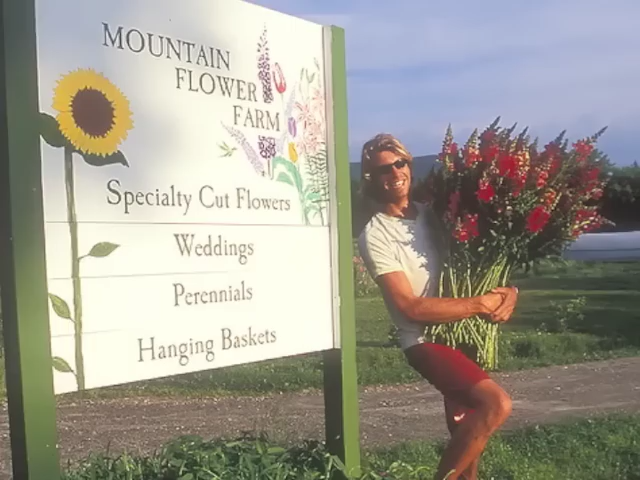 MOUNTAIN
FLOWER
FARM
Specialty Cut Flowers
Weddings
Perennials
Hanging Baskets